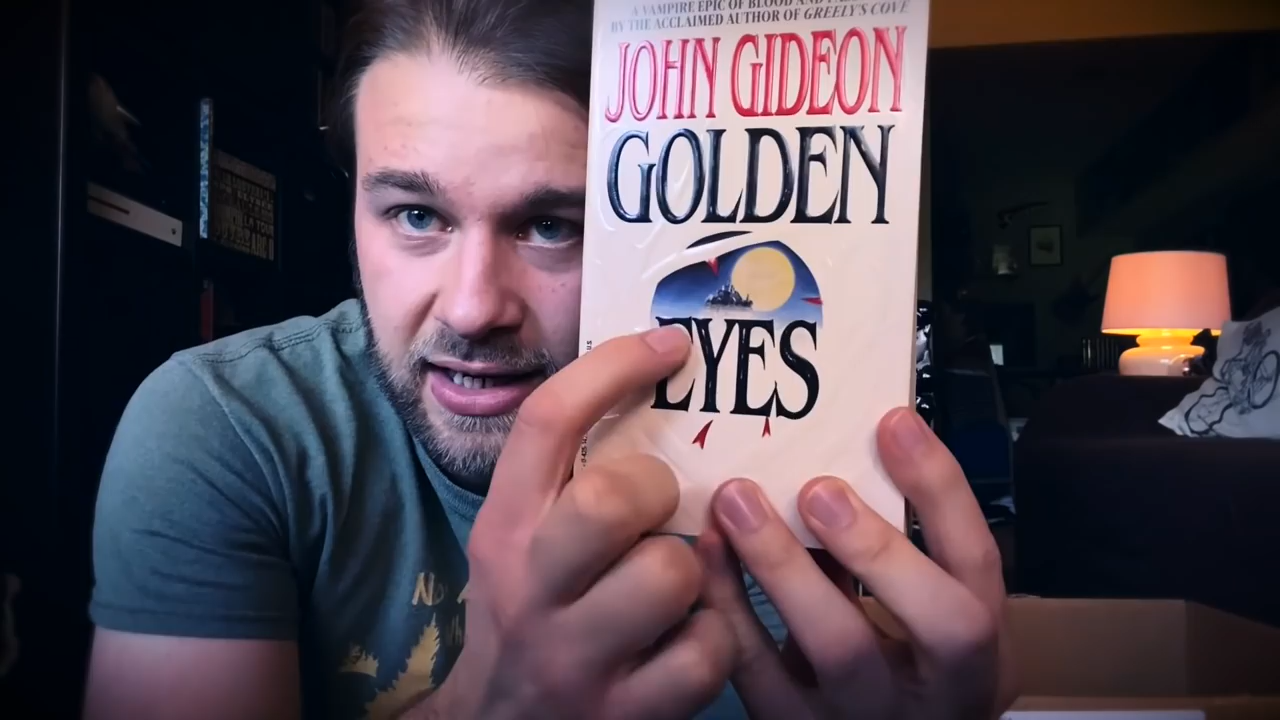 A VAMPIRE EPIC OF BLOOD AND
BY THE ACCLAIMED AUTHOR OF GREELY'S COVE
JOHN GIDEON
GOLDEN
EYES